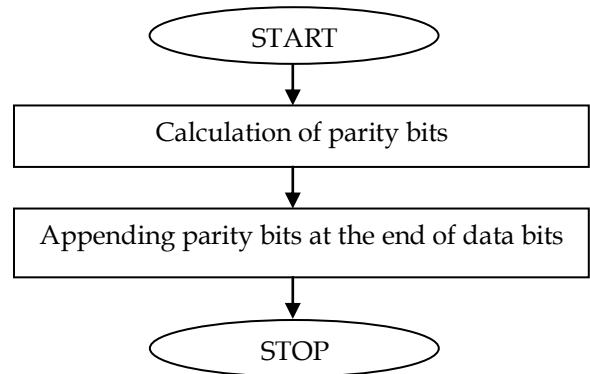 START
Calculation of parity bits
Appending parity bits at the end of data bits
STOP